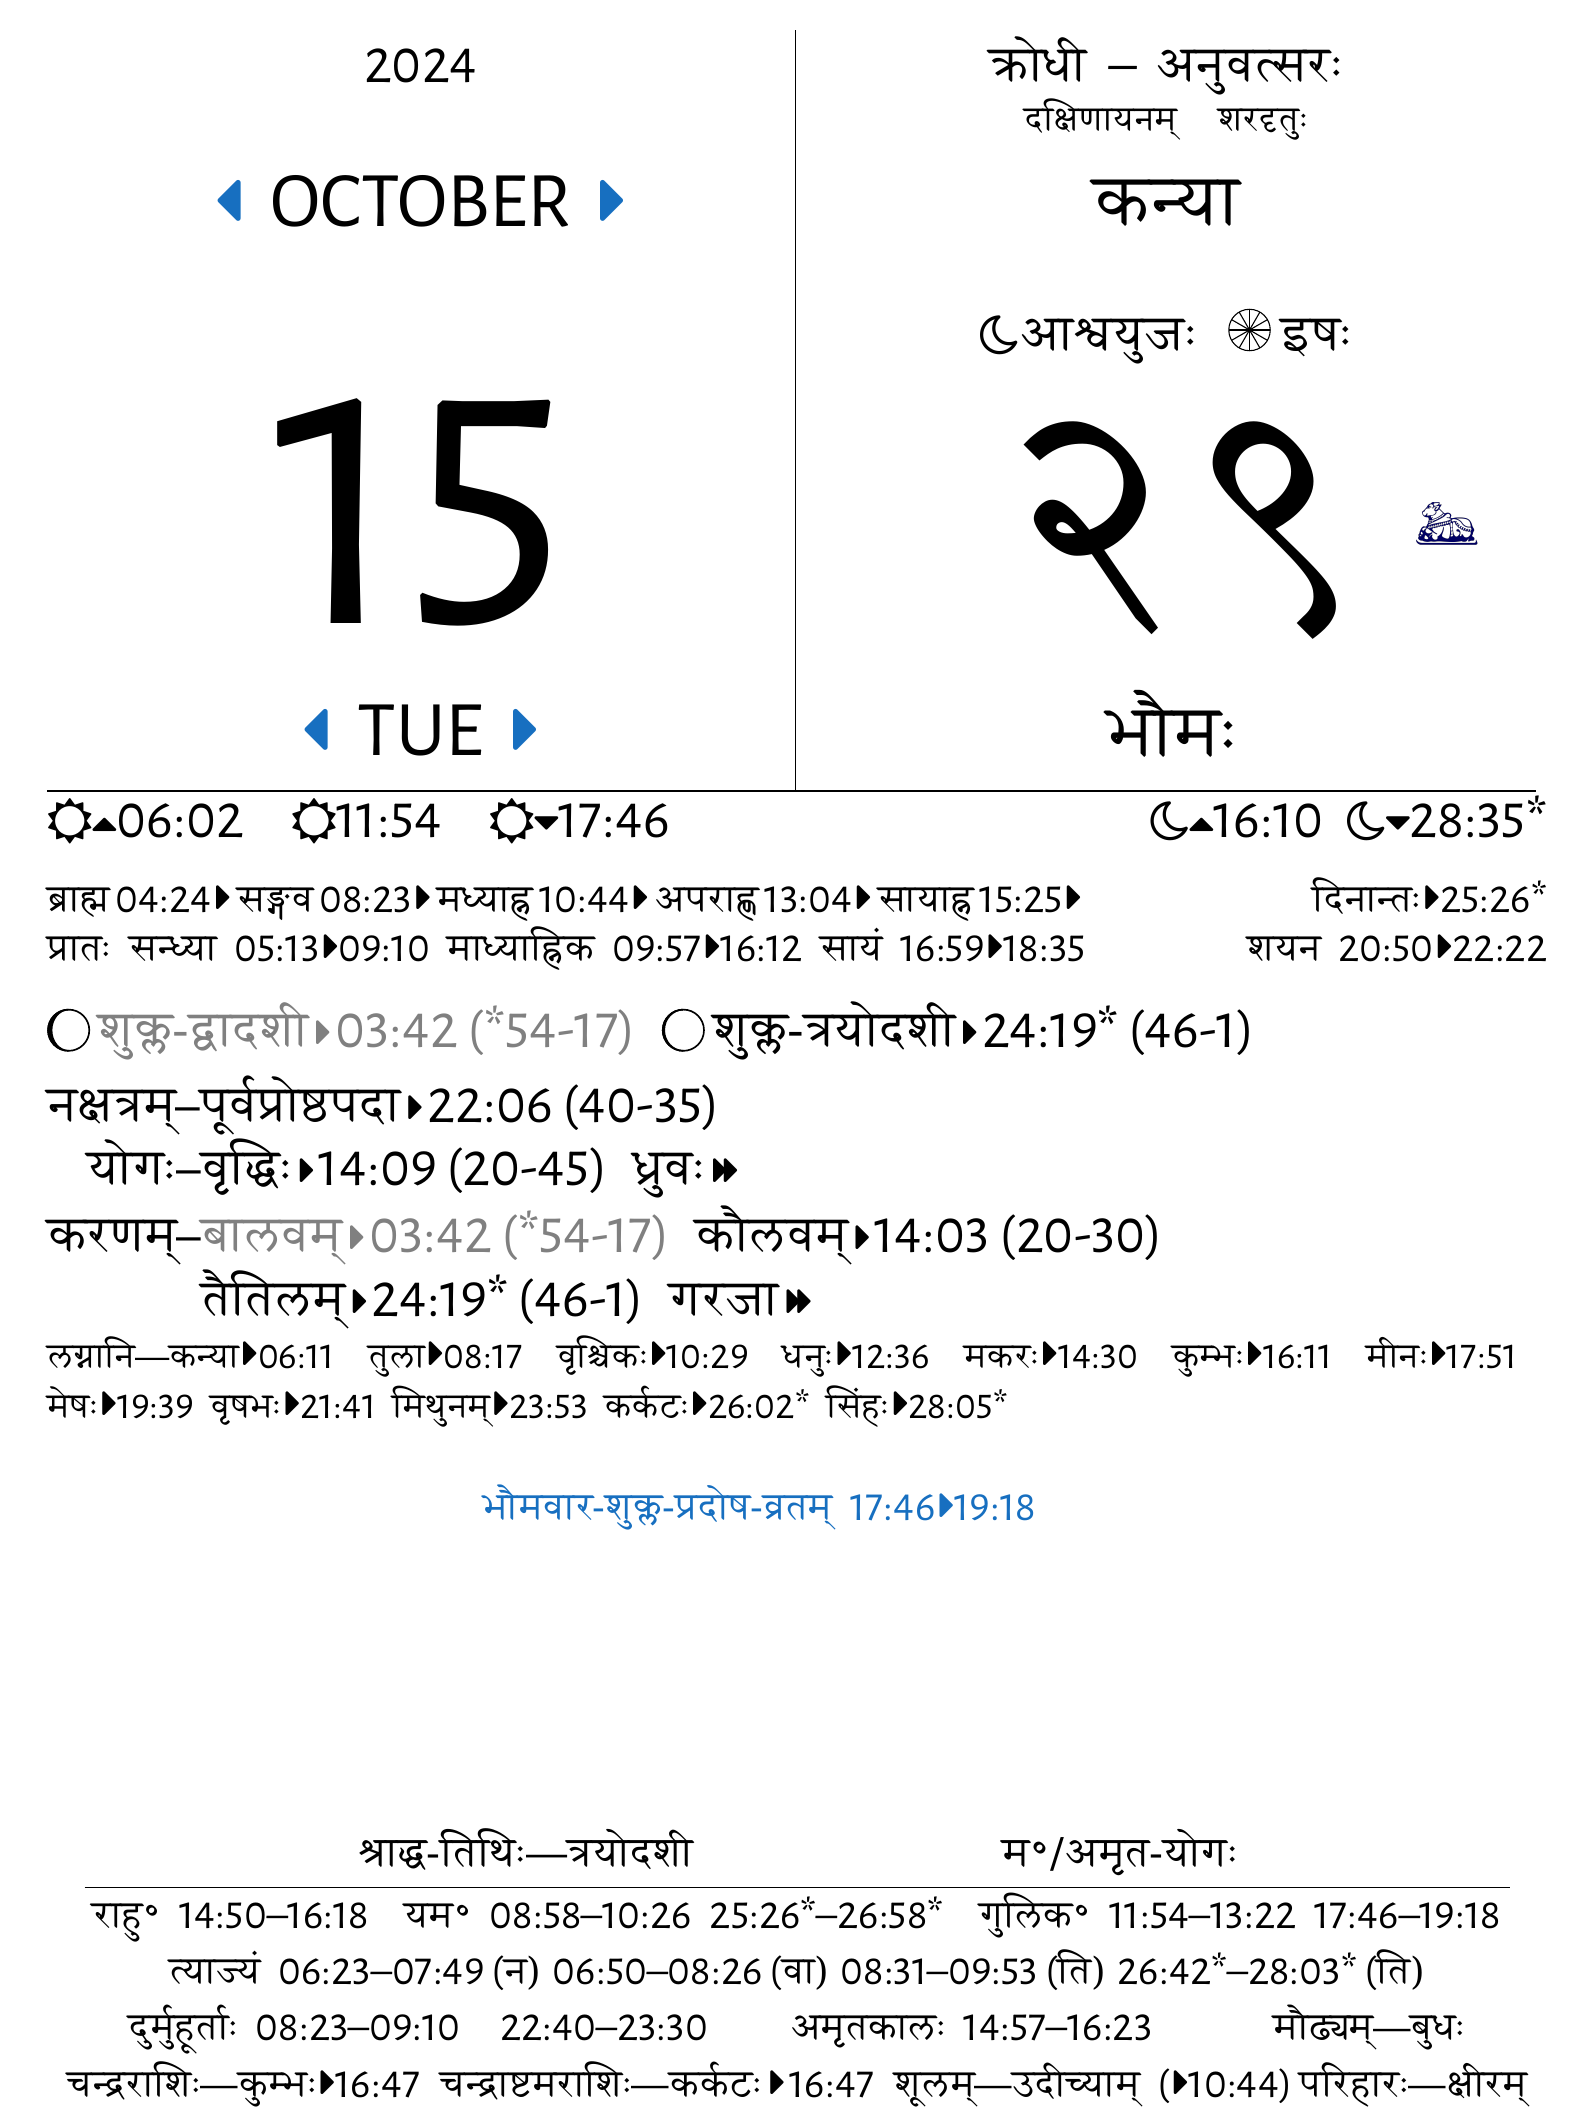 2024
OCTOBER
15
TUE
क्रोधी – अनुवत्सरः
दक्षिणायनम् शरदृतुः
कन्या
आश्वयुजः इषः
२९
भौमः
06:02 11:54 17:46 16:10 28:35*
ब्राह्म 04:24 सङ्गव 08:23 मध्याह्न 10:44 अपराह्ण 13:04 सायाह्न 15:25 दिनान्तः 25:26*
प्रातः सन्ध्या 05:13 09:10 माध्याह्निक 09:57 16:12 सायं 16:59 18:35 शयन 20:50 22:22
शुक्ल-द्वादशी 03:42 (*54-17) शुक्ल-त्रयोदशी 24:19* (46-1)
नक्षत्रम्–पूर्वप्रोष्ठपदा 22:06 (40-35)
योगः–वृद्धिः 14:09 (20-45) ध्रुवः
करणम्–बालवम् 03:42 (*54-17) कौलवम् 14:03 (20-30)
तैतिलम् 24:19* (46-1) गरजा
लग्नानि—कन्या 06:11 तुला 08:17 वृश्चिकः 10:29 धनुः 12:36 मकरः 14:30 कुम्भः 16:11 मीनः 17:51
मेषः 19:39 वृषभः 21:41 मिथुनम् 23:53 कर्कटः 26:02* सिंहः 28:05*
भौमवार-शुक्ल-प्रदोष-व्रतम् 17:46 19:18
श्राद्ध-तिथिः—त्रयोदशी म॰/अमृत-योगः
राहु॰ 14:50–16:18 यम॰ 08:58–10:26 25:26*–26:58* गुलिक॰ 11:54–13:22 17:46–19:18
त्याज्यं 06:23–07:49 (न) 06:50–08:26 (वा) 08:31–09:53 (ति) 26:42*–28:03* (ति)
दुर्मुहूर्ताः 08:23–09:10 22:40–23:30 अमृतकालः 14:57–16:23 मौढ्यम्—बुधः
चन्द्रराशिः—कुम्भः 16:47 चन्द्राष्टमराशिः—कर्कटः 16:47 शूलम्—उदीच्याम् ( 10:44) परिहारः—क्षीरम्